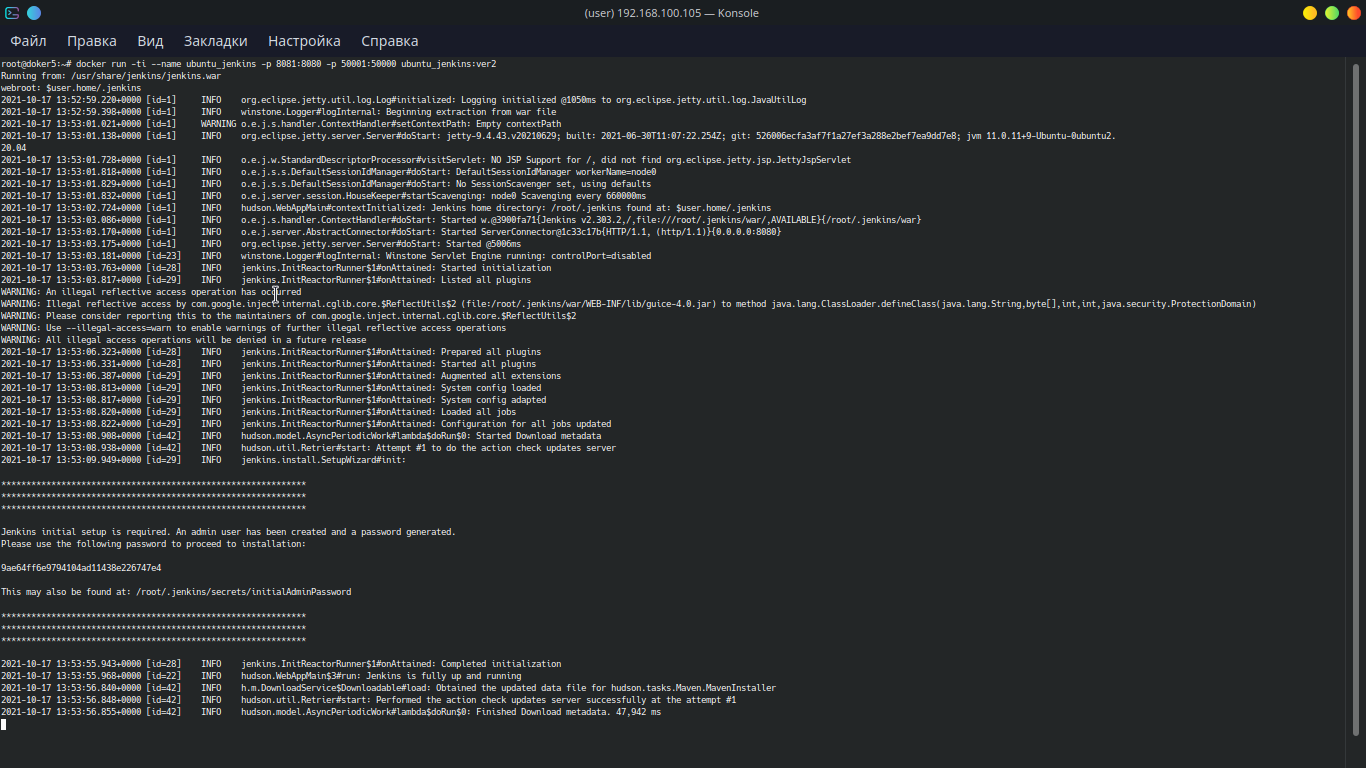 (user) 192.168.100.105 — Konsole
Файл Правка Вид Закладки Настройка Справка
root@doker5:~# docker run -ti --name ubuntu_jenkins -p 8081:8080 -p 50001:50000 ubuntu_jenkins:ver2
Running from: /usr/share/jenkins/jenkins.war
webroot: $user.home/.jenkins
2021-10-17 13:52:59.220+0000 [id=1] INFO org.eclipse.jetty.util.log.Log#initialized: Logging initialized @1050ms to org.eclipse.jetty.util.log.JavaUtilLog
2021-10-17 13:52:59.398+0000 [id=1] INFO winstone.Logger#logInternal: Beginning extraction from war file
2021-10-17 13:53:01.021+0000 [id=1] WARNING o.e.j.s.handler.ContextHandler#setContextPath: Empty contextPath
2021-10-17 13:53:01.138+0000 [id=1] INFO org.eclipse.jetty.server.Server#doStart: jetty-9.4.43.v20210629; built: 2021-06-30T11:07:22.254Z; git: 526006ecfa3af7f1a27ef3a288e2bef7ea9dd7e8; jvm 11.0.11+9-Ubuntu-0ubuntu2.
20.04
2021-10-17 13:53:01.728+0000 [id=1] INFO o.e.j.w.StandardDescriptorProcessor#visitServlet: NO JSP Support for /, did not find org.eclipse.jetty.jsp.JettyJspServlet
2021-10-17 13:53:01.818+0000 [id=1] INFO o.e.j.s.s.DefaultSessionIdManager#doStart: DefaultSessionIdManager workerName=node0
2021-10-17 13:53:01.829+0000 [id=1] INFO o.e.j.s.s.DefaultSessionIdManager#doStart: No SessionScavenger set, using defaults
2021-10-17 13:53:01.832+0000 [id=1] INFO o.e.j.server.session.HouseKeeper#startScavenging: node0 Scavenging every 660000ms
2021-10-17 13:53:02.724+0000 [id=1] INFO hudson.WebAppMain#contextInitialized: Jenkins home directory: /root/.jenkins found at: $user.home/.jenkins
2021-10-17 13:53:03.086+0000 [id=1] INFO o.e.j.s.handler.ContextHandler#doStart: Started w.@3900fa71{Jenkins v2.303.2,/,file:///root/.jenkins/war/,AVAILABLE}{/root/.jenkins/war}
2021-10-17 13:53:03.170+0000 [id=1] INFO o.e.j.server.AbstractConnector#doStart: Started ServerConnector@1c33c17b{HTTP/1.1, (http/1.1)}{0.0.0.0:8080}
2021-10-17 13:53:03.175+0000 [id=1] INFO org.eclipse.jetty.server.Server#doStart: Started @5006ms
2021-10-17 13:53:03.181+0000 [id=23] INFO winstone.Logger#logInternal: Winstone Servlet Engine running: controlPort=disabled
2021-10-17 13:53:03.763+0000 [id=28] INFO jenkins.InitReactorRunner$1#onAttained: Started initialization
2021-10-17 13:53:03.817+0000 [id=29] INFO jenkins.InitReactorRunner$1#onAttained: Listed all plugins
WARNING: An illegal reflective access operation has occurred
WARNING: Illegal reflective access by com.google.inject.internal.cglib.core.$ReflectUtils$2 (file:/root/.jenkins/war/WEB-INF/lib/guice-4.0.jar) to method java.lang.ClassLoader.defineClass(java.lang.String,byte[],int,int,java.security.ProtectionDomain)
WARNING: Please consider reporting this to the maintainers of com.google.inject.internal.cglib.core.$ReflectUtils$2
WARNING: Use --illegal-access=warn to enable warnings of further illegal reflective access operations
WARNING: All illegal access operations will be denied in a future release
2021-10-17 13:53:06.323+0000 [id=28] INFO jenkins.InitReactorRunner$1#onAttained: Prepared all plugins
2021-10-17 13:53:06.331+0000 [id=28] INFO jenkins.InitReactorRunner$1#onAttained: Started all plugins
2021-10-17 13:53:06.387+0000 [id=29] INFO jenkins.InitReactorRunner$1#onAttained: Augmented all extensions
2021-10-17 13:53:08.813+0000 [id=29] INFO jenkins.InitReactorRunner$1#onAttained: System config loaded
2021-10-17 13:53:08.817+0000 [id=29] INFO jenkins.InitReactorRunner$1#onAttained: System config adapted
2021-10-17 13:53:08.820+0000 [id=29] INFO jenkins.InitReactorRunner$1#onAttained: Loaded all jobs
2021-10-17 13:53:08.822+0000 [id=29] INFO jenkins.InitReactorRunner$1#onAttained: Configuration for all jobs updated
2021-10-17 13:53:08.908+0000 [id=42] INFO hudson.model.AsyncPeriodicWork#lambda$doRun$0: Started Download metadata
2021-10-17 13:53:08.938+0000 [id=42] INFO hudson.util.Retrier#start: Attempt #1 to do the action check updates server
2021-10-17 13:53:09.949+0000 [id=29] INFO jenkins.install.SetupWizard#init:
*************************************************************
*************************************************************
*************************************************************
Jenkins initial setup is required. An admin user has been created and a password generated.
Please use the following password to proceed to installation:
9ae64ff6e9794104ad11438e226747e4
This may also be found at: /root/.jenkins/secrets/initialAdminPassword
*************************************************************
*************************************************************
*************************************************************
2021-10-17 13:53:55.943+0000 [id=28] INFO jenkins.InitReactorRunner$1#onAttained: Completed initialization
2021-10-17 13:53:55.968+0000 [id=22] INFO hudson.WebAppMain$3#run: Jenkins is fully up and running
2021-10-17 13:53:56.840+0000 [id=42] INFO h.m.DownloadService$Downloadable#load: Obtained the updated data file for hudson.tasks.Maven.MavenInstaller
2021-10-17 13:53:56.848+0000 [id=42] INFO hudson.util.Retrier#start: Performed the action check updates server successfully at the attempt #1
2021-10-17 13:53:56.855+0000 [id=42] INFO hudson.model.AsyncPeriodicWork#lambda$doRun$0: Finished Download metadata. 47,942 ms